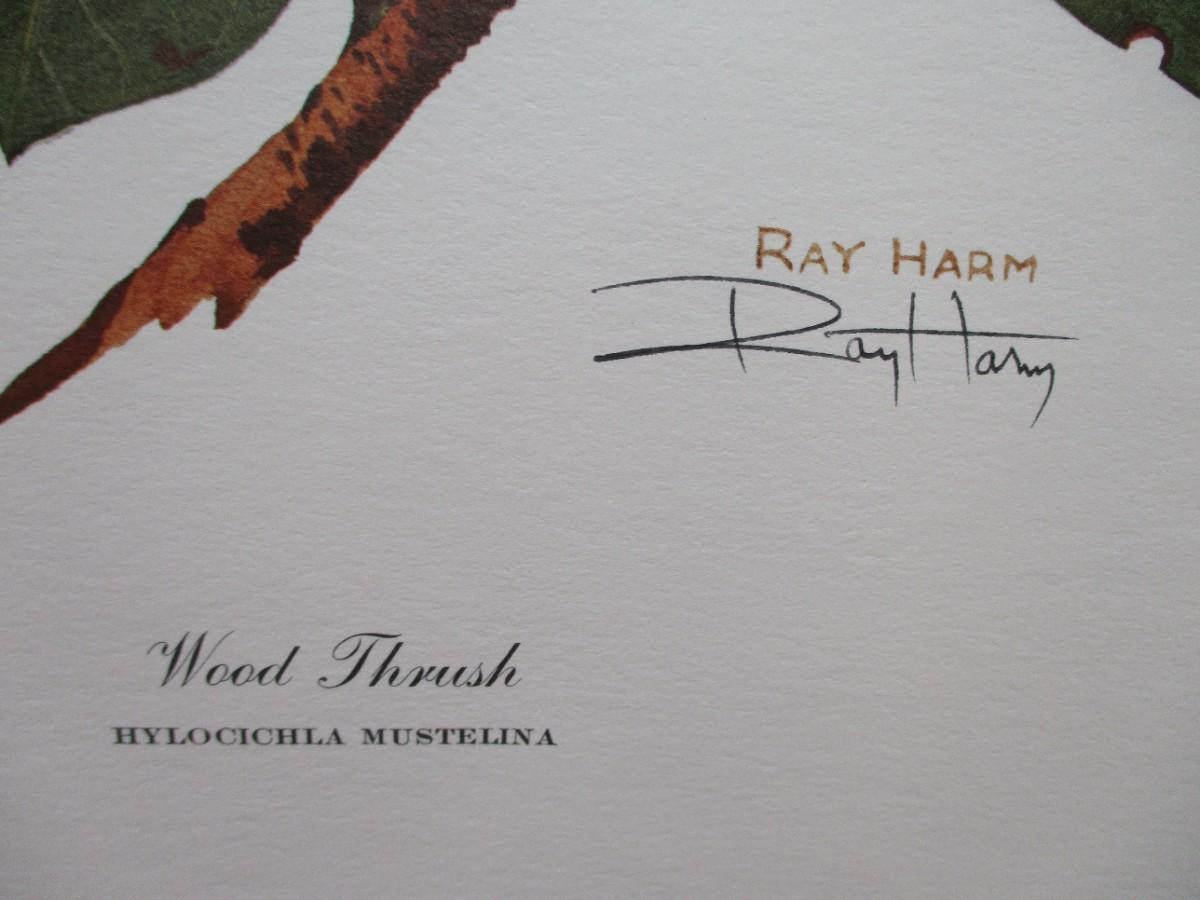 RAY HARM
Ray Harm
Wood Thrush
HYLOCICHLA MUSTELINA